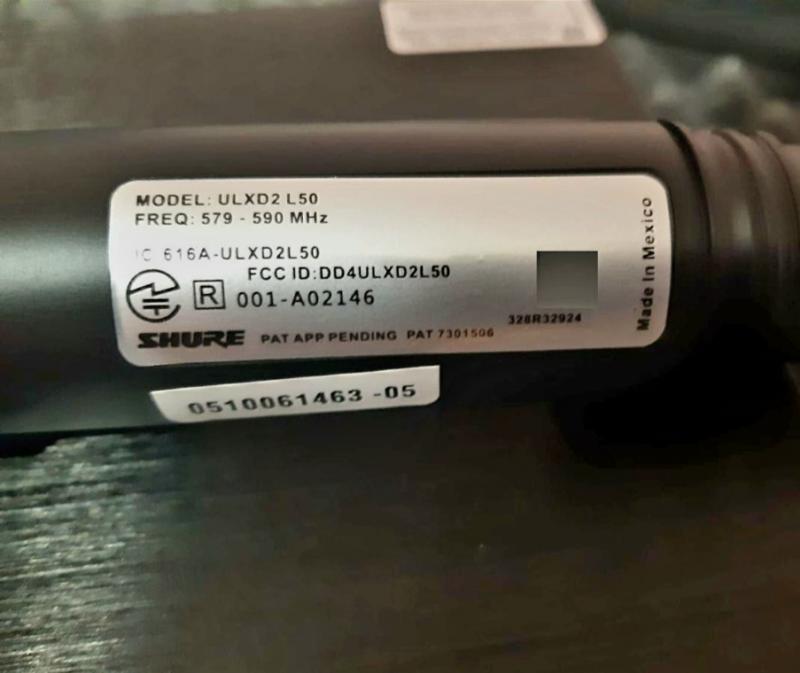 MODEL: ULXD2 L50
FREQ: 579 - 590 MHz
IC 616A-ULXD2L50
FCC ID:DD4ULXD2L50
R 001-A02146
SHURE PAT APP PENDING PAT 7301506
328R32924
Made In Mexico
0510061463 -05